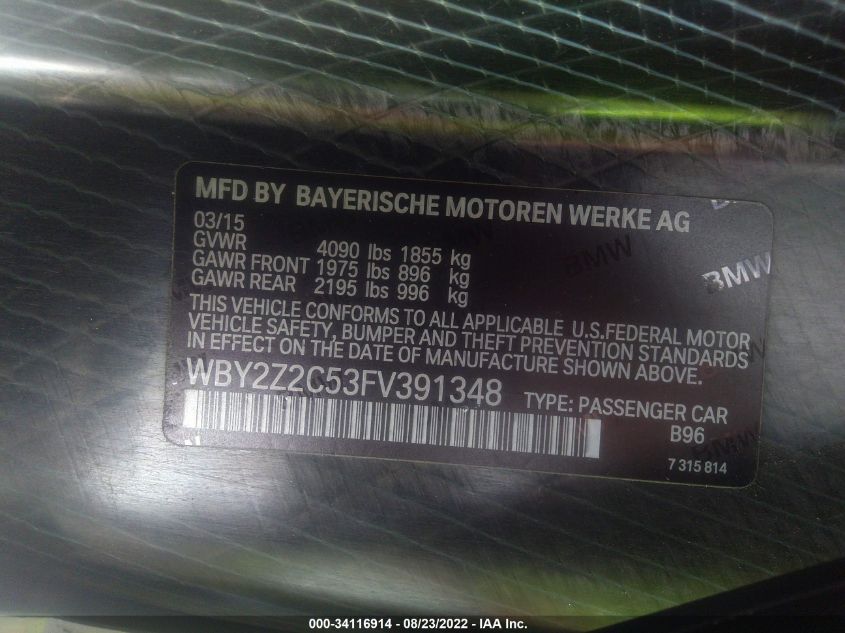 MFD BY BAYERISCHE MOTOREN WERKE AG
03/15
GVWR 4090 lbs 1855 kg
GAWR FRONT 1975 lbs 896 kg
GAWR REAR 2195 lbs 996 kg
THIS VEHICLE CONFORMS TO ALL APPLICABLE U.S.FEDERAL MOTOR
VEHICLE SAFETY, BUMPER AND THEFT PREVENTION STANDARDS
IN EFFECT ON THE DATE OF MANUFACTURE SHOWN ABOVE.
WBY2Z2C53FV391348 TYPE: PASSENGER CAR
B96
7 315 814
BMW
BMW
000-34116914 - 08/23/2022 - IAA Inc.